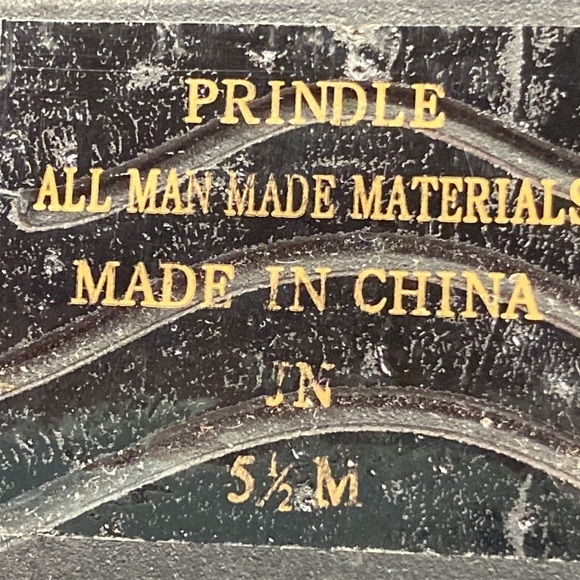 PRINDLE
ALL MAN MADE MATERIALS
MADE IN CHINA
JN
5½ M